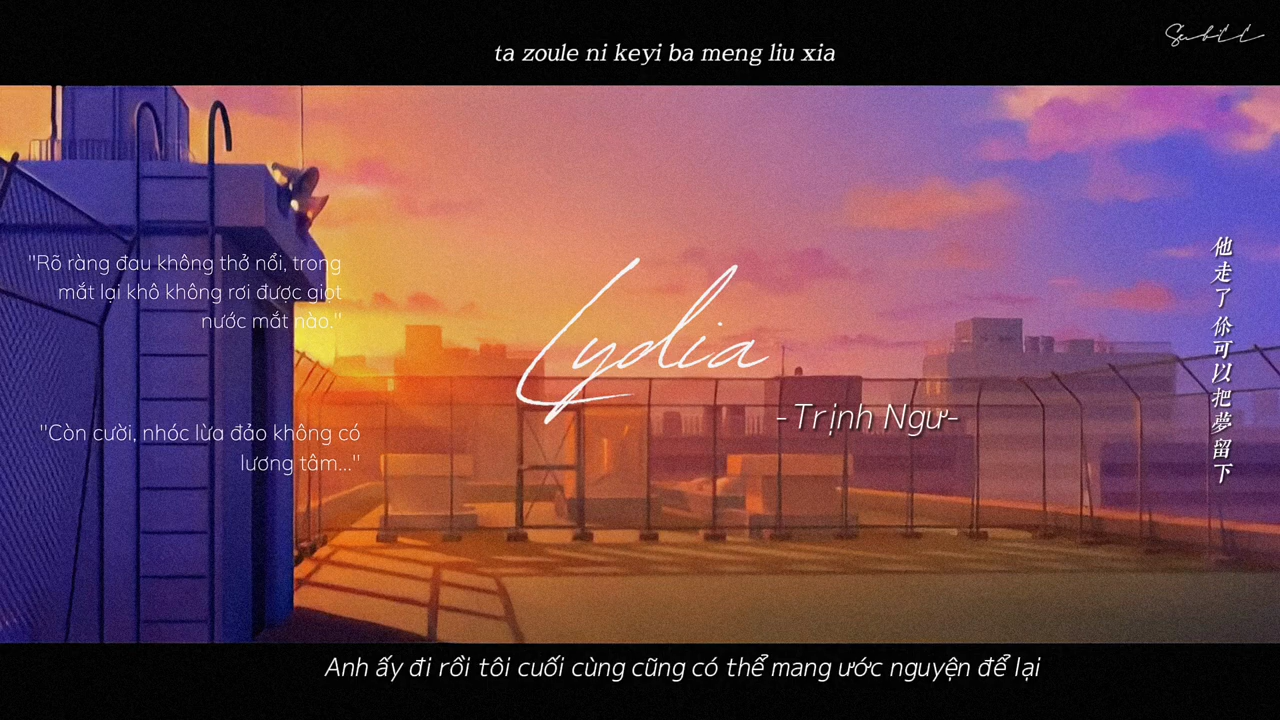 ta zoule ni keyi ba meng liu xia
"Rõ ràng đau không thở nổi, trong
mắt lại khô không rơi được giọt
nước mắt nào."
Lydia
-Trịnh Ngư-
"Còn cười, nhóc lừa đảo không có
lương tâm..."
他走了 你可以把夢留下
Anh ấy đi rồi tôi cuối cùng cũng có thể mang ước nguyện để lại